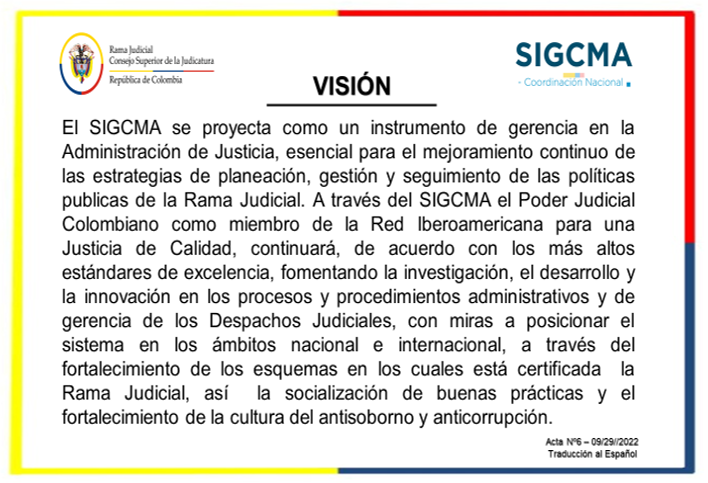 Rama Judicial
Consejo Superior de la Judicatura
República de Colombia
SIGCMA
- Coordinación Nacional
VISIÓN
El SIGCMA se proyecta como un instrumento de gerencia en la
Administración de Justicia, esencial para el mejoramiento continuo de
las estrategias de planeación, gestión y seguimiento de las políticas
publicas de la Rama Judicial. A través del SIGCMA el Poder Judicial
Colombiano como miembro de la Red Iberoamericana para una
Justicia de Calidad, continuará, de acuerdo con los más altos
estándares de excelencia, fomentando la investigación, el desarrollo y
la innovación en los procesos y procedimientos administrativos y de
gerencia de los Despachos Judiciales, con miras a posicionar el
sistema en los ámbitos nacional e internacional, a través del
fortalecimiento de los esquemas en los cuales está certificada la
Rama Judicial, así la socialización de buenas prácticas y el
fortalecimiento de la cultura del antisoborno y anticorrupción.
Acta Nº6 – 09/29//2022
Traducción al Español